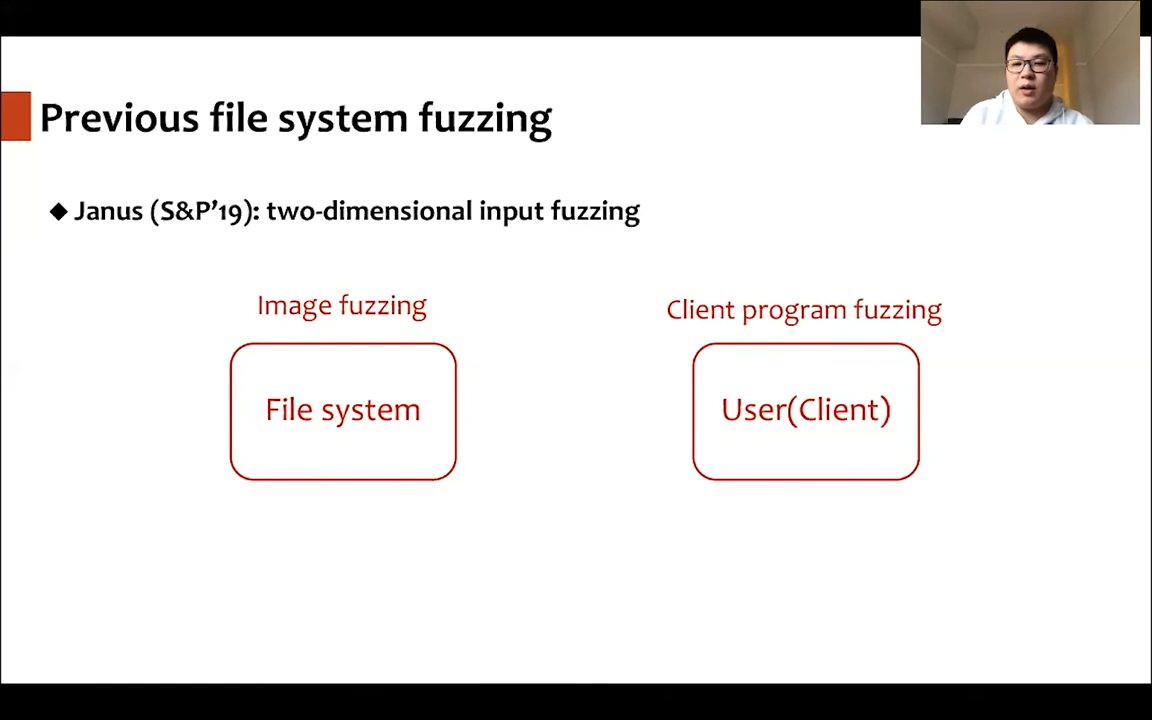 Previous file system fuzzing
◆ Janus (S&P’19): two-dimensional input fuzzing
Image fuzzing
Client program fuzzing
File system
User(Client)